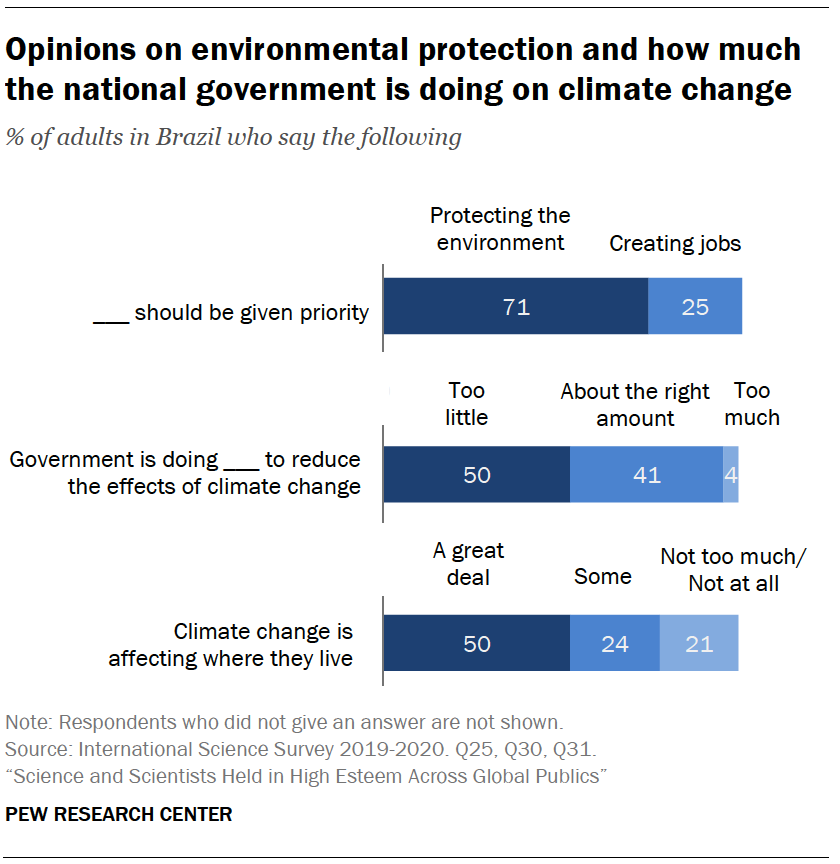 Opinions on environmental protection and how much
the national government is doing on climate change
% of adults in Brazil who say the following
Protecting the
environment
Creating jobs
___ should be given priority
71
25
Too
little
About the right
amount
Too
much
Government is doing ___ to reduce
the effects of climate change
50
41
4
A great
deal
Some
Not too much/
Not at all
Climate change is
affecting where they live
50
24
21
Note: Respondents who did not give an answer are not shown.
Source: International Science Survey 2019-2020. Q25, Q30, Q31.
“Science and Scientists Held in High Esteem Across Global Publics”
PEW RESEARCH CENTER